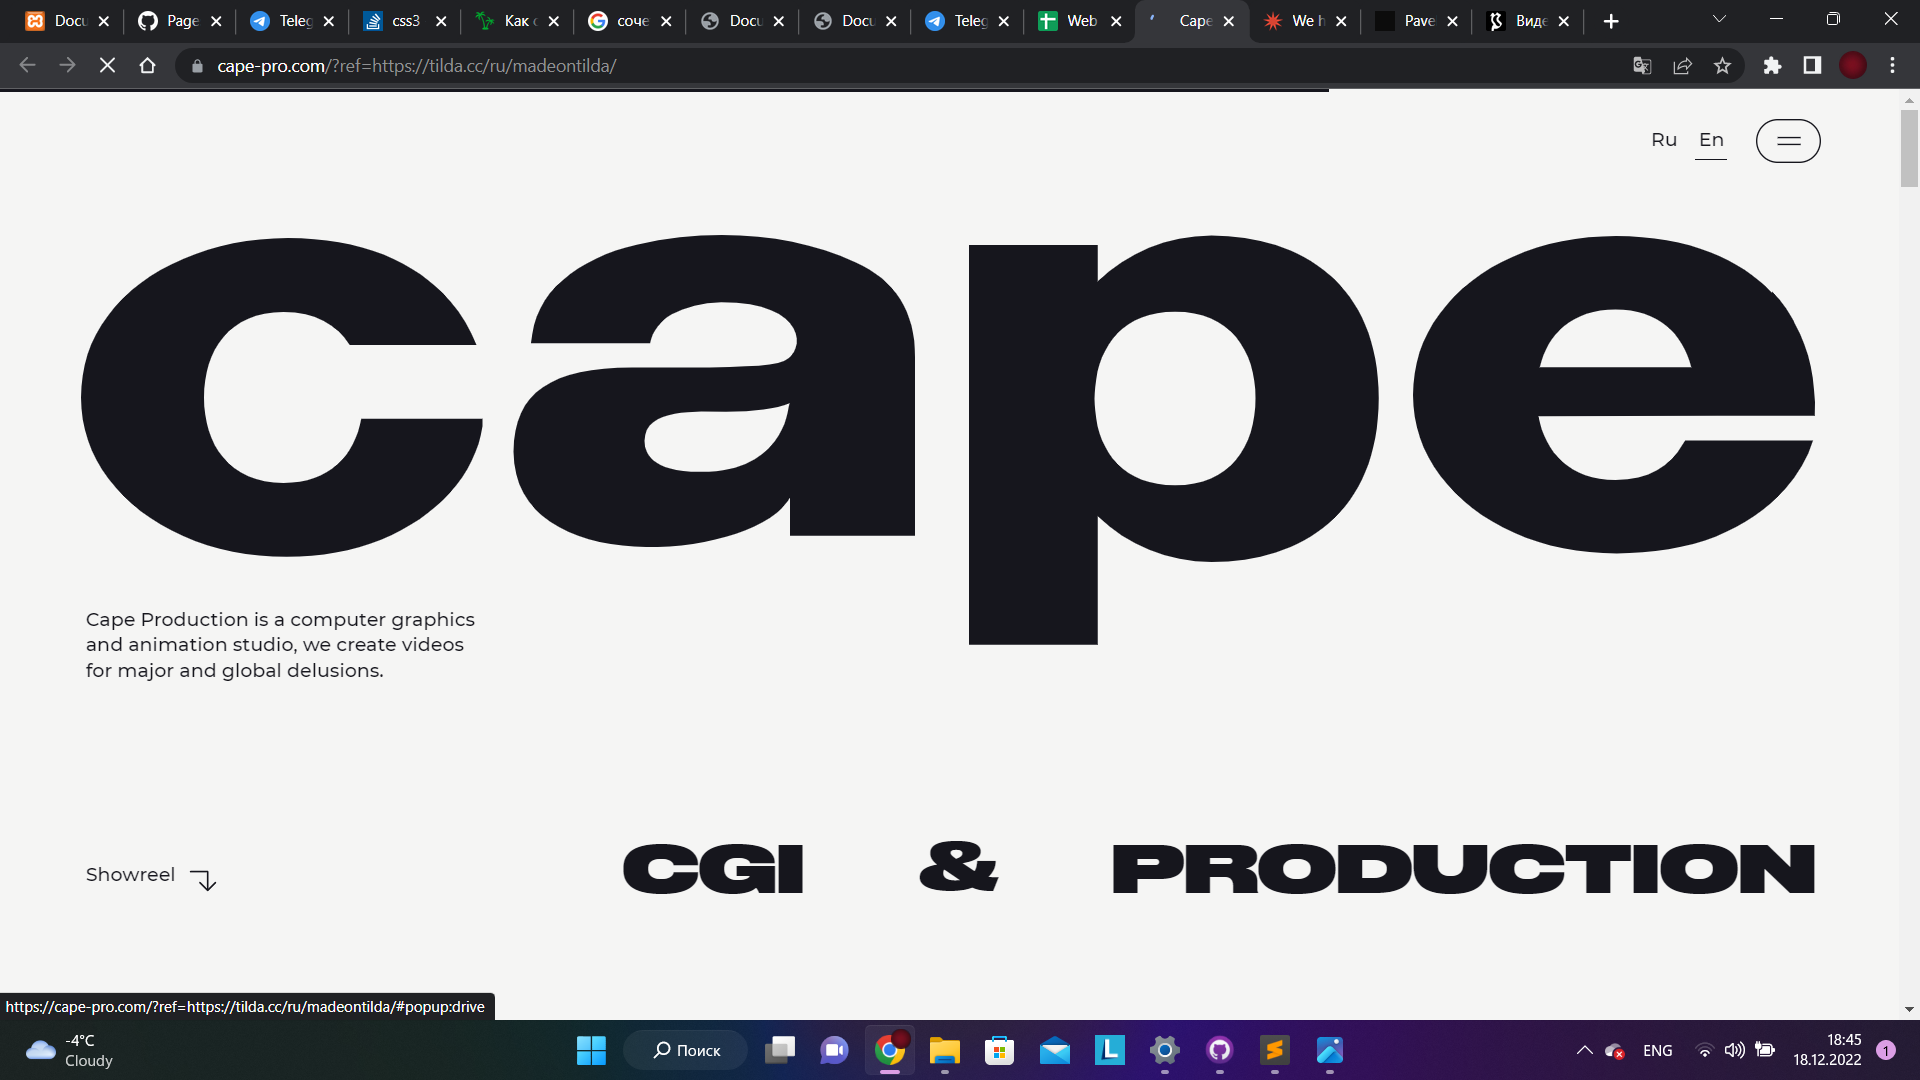 Docu
Page
Teleg
css3
Как с
соче
Docu
Docu
Teleg
Web
Cape
We h
Pave
Виде
cape-pro.com/?ref=https://tilda.cc/ru/madeontilda/
Ru En
cape
Cape Production is a computer graphics
and animation studio, we create videos
for major and global delusions.
Showreel
CGI & PRODUCTION
https://cape-pro.com/?ref=https://tilda.cc/ru/madeontilda/#popup:drive
-4°C
Cloudy
Поиск
ENG
18:45
18.12.2022
1